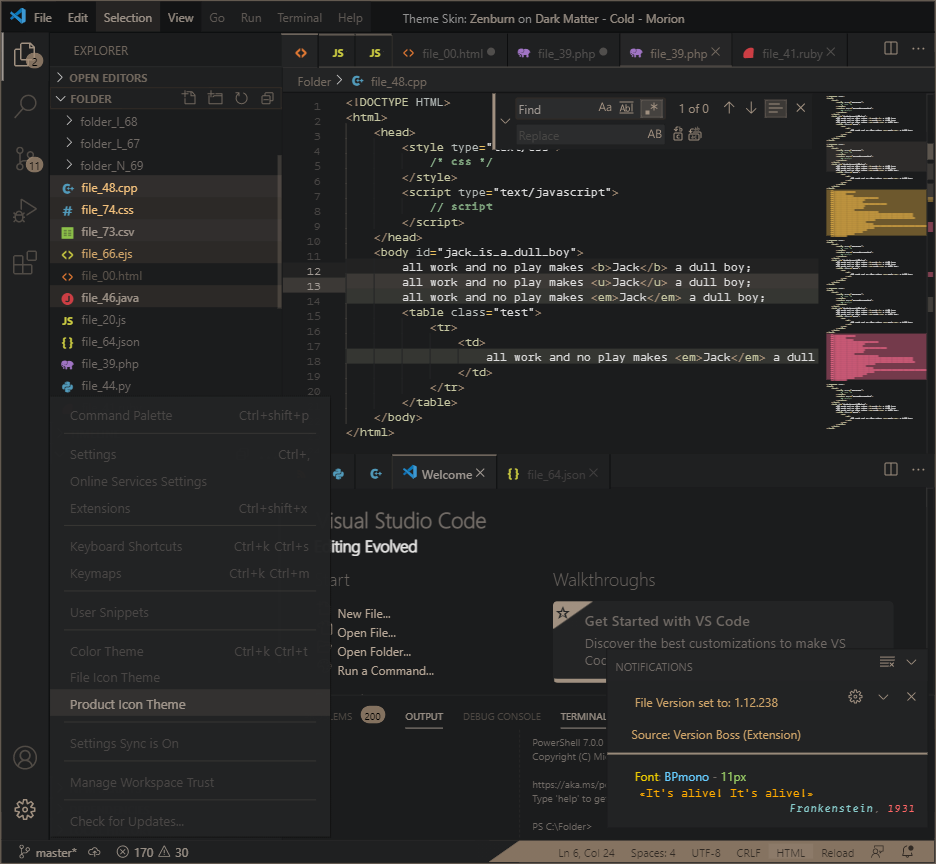 File Edit Selection View Go Run Terminal Help Theme Skin: Zenburn on Dark Matter - Cold - Morion
EXPLORER
OPEN EDITORS
FOLDER
folder_I_68
folder_L_67
folder_N_69
file_48.cpp
file_74.css
file_73.csv
file_66.ejs
file_00.html
file_46.java
file_20.js
file_64.json
file_39.php
file_44.py
2
11
JS JS file_00.html file_39.php file_39.php file_41.ruby
Folder file_48.cpp
Find Aa Abl .* 1 of 0
Replace AB
1 <!DOCTYPE HTML>
2 <html>
3 <head>
4 <style type="text/css">
5 /* css */
6 </style>
7 <script type="text/javascript">
8 // script
9 </script>
10 </head>
11 <body id="jack_is_a_dull_boy">
12 all work and no play makes <b>Jack</b> a dull boy;
13 all work and no play makes <u>Jack</u> a dull boy;
14 all work and no play makes <em>Jack</em> a dull boy;
15 <table class="test">
16 <tr>
17 <td>
18 all work and no play makes <em>Jack</em> a dull
19 </td>
20 </tr>
</table>
</body>
</html>
Command Palette Ctrl+shift+p
Settings Ctrl+,
Online Services Settings
Extensions Ctrl+shift+x
Keyboard Shortcuts Ctrl+k Ctrl+s
Keymaps Ctrl+k Ctrl+m
User Snippets
Color Theme Ctrl+k Ctrl+t
File Icon Theme
Product Icon Theme
Settings Sync is On
Manage Workspace Trust
Check for Updates...
Welcome file_64.json
isual Studio Code
iting Evolved
art
New File...
Open File...
Open Folder...
Run a Command...
Walkthroughs
Get Started with VS Code
Discover the best customizations to make VS
Coc
LEMS 200 OUTPUT DEBUG CONSOLE TERMINAL
PowerShell 7.0.0
Copyright (C) Mi
https://aka.ms/po
Type 'help' to ge
PS C:\Folder>
NOTIFICATIONS
File Version set to: 1.12.238
Source: Version Boss (Extension)
Font: BPmono - 11px
«It's alive! It's alive!»
Frankenstein, 1931
master* 170 30 Ln 6, Col 24 Spaces: 4 UTF-8 CRLF HTML Reload